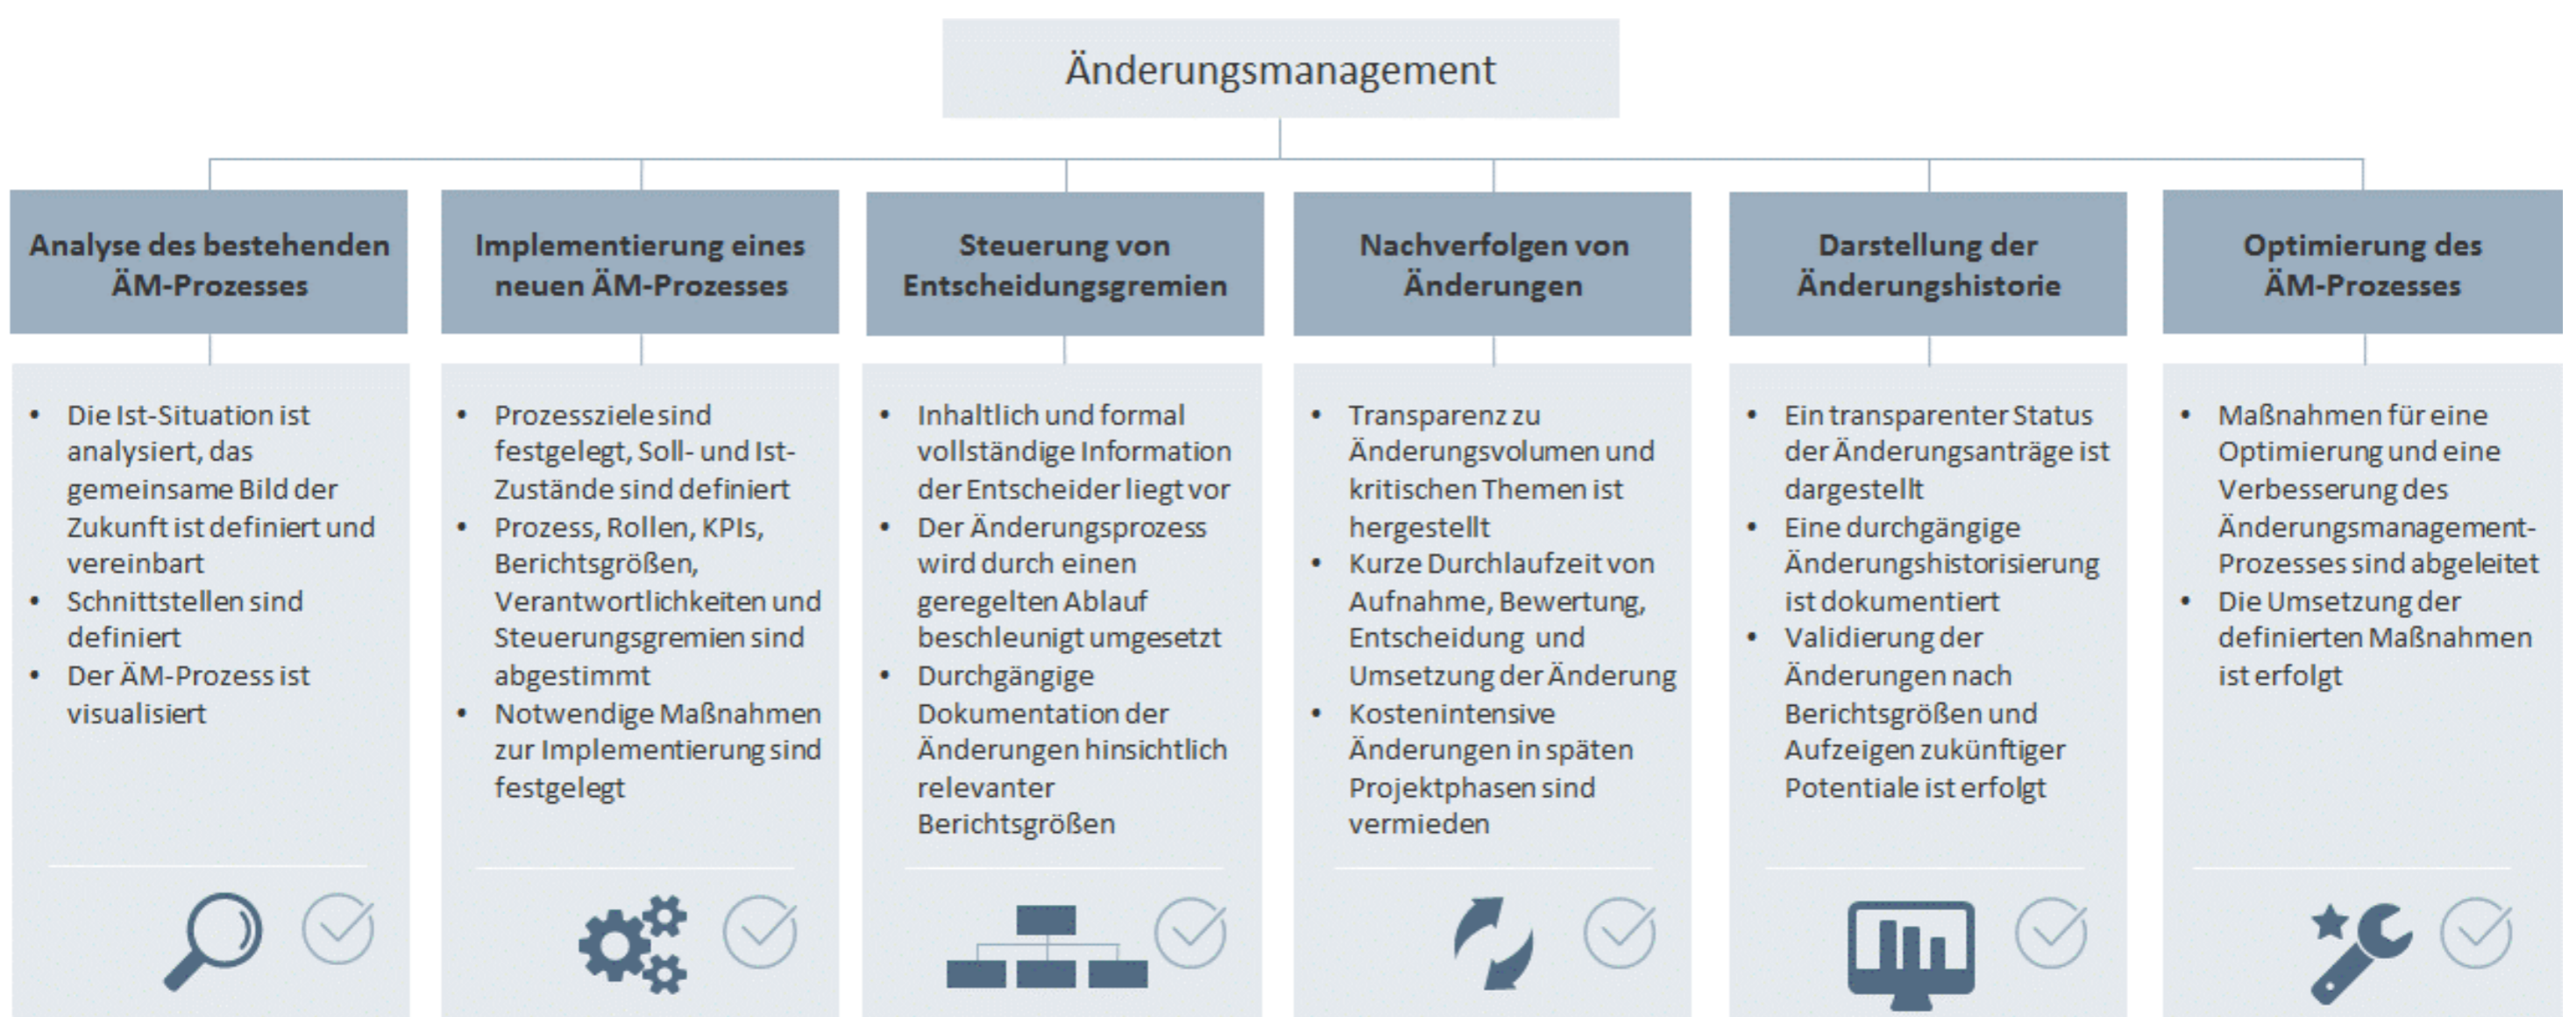 Änderungsmanagement
Analyse des bestehenden
ÄM-Prozesses
Implementierung eines
neuen ÄM-Prozesses
Steuerung von
Entscheidungsgremien
Nachverfolgen von
Änderungen
Darstellung der
Änderungshistorie
Optimierung des
ÄM-Prozesses
• Die Ist-Situation ist
analysiert, das
gemeinsame Bild der
Zukunft ist definiert und
vereinbart
• Schnittstellen sind
definiert
• Der ÄM-Prozess ist
visualisiert
• Prozessziele sind
festgelegt, Soll- und Ist-
Zustände sind definiert
• Prozess, Rollen, KPIs,
Berichtsgrößen,
Verantwortlichkeiten und
Steuerungsgremien sind
abgestimmt
• Notwendige Maßnahmen
zur Implementierung sind
festgelegt
• Inhaltlich und formal
vollständige Information
der Entscheider liegt vor
• Der Änderungsprozess
wird durch einen
geregelten Ablauf
beschleunigt umgesetzt
• Durchgängige
Dokumentation der
Änderungen hinsichtlich
relevanter
Berichtsgrößen
• Transparenz zu
Änderungsvolumen und
kritischen Themen ist
hergestellt
• Kurze Durchlaufzeit von
Aufnahme, Bewertung,
Entscheidung und
Umsetzung der Änderung
• Kostenintensive
Änderungen in späten
Projektphasen sind
vermieden
• Ein transparenter Status
der Änderungsanträge ist
dargestellt
• Eine durchgängige
Änderungshistorisierung
ist dokumentiert
• Validierung der
Änderungen nach
Berichtsgrößen und
Aufzeigen zukünftiger
Potentiale ist erfolgt
• Maßnahmen für eine
Optimierung und eine
Verbesserung des
Änderungsmanagement-
Prozesses sind abgeleitet
• Die Umsetzung der
definierten Maßnahmen
ist erfolgt